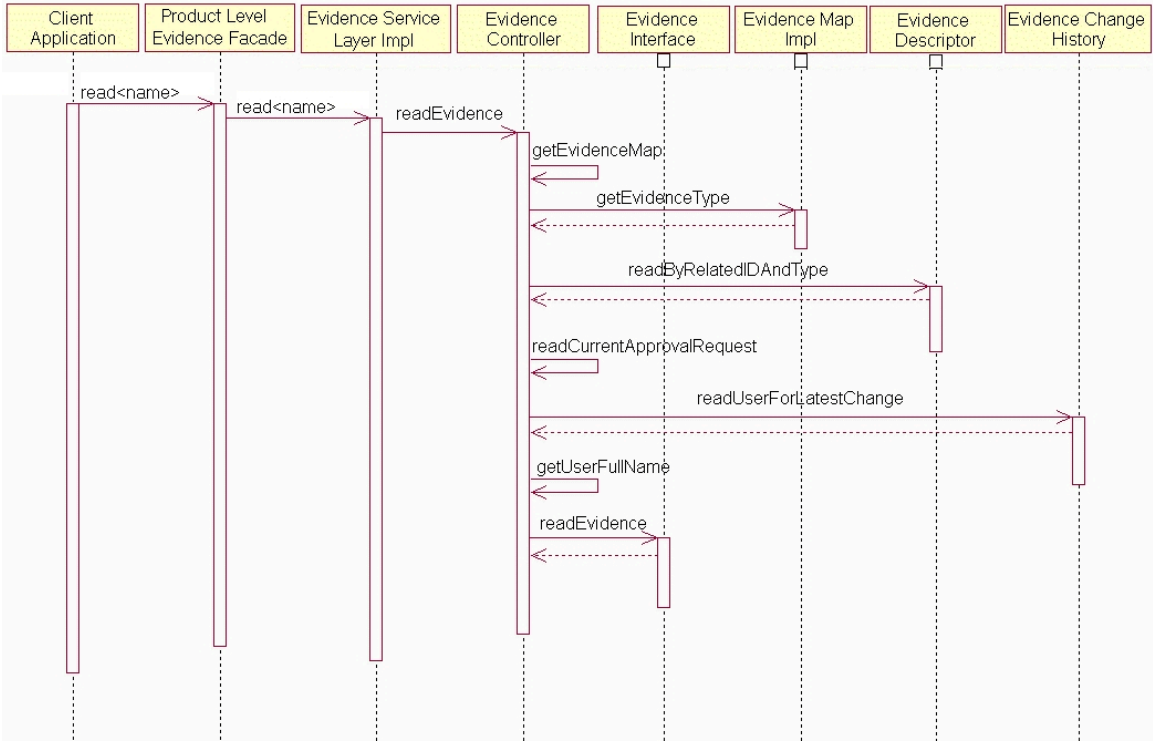 Client
Application
Product Level
Evidence Facade
Evidence Service
Layer Impl
Evidence
Controller
Evidence
Interface
Evidence Map
Impl
Evidence
Descriptor
Evidence Change
History
read<name>
read<name>
readEvidence
getEvidenceMap
getEvidenceType
readByRelatedIDAndType
readCurrentApprovalRequest
readUserForLatestChange
getUserFullName
readEvidence